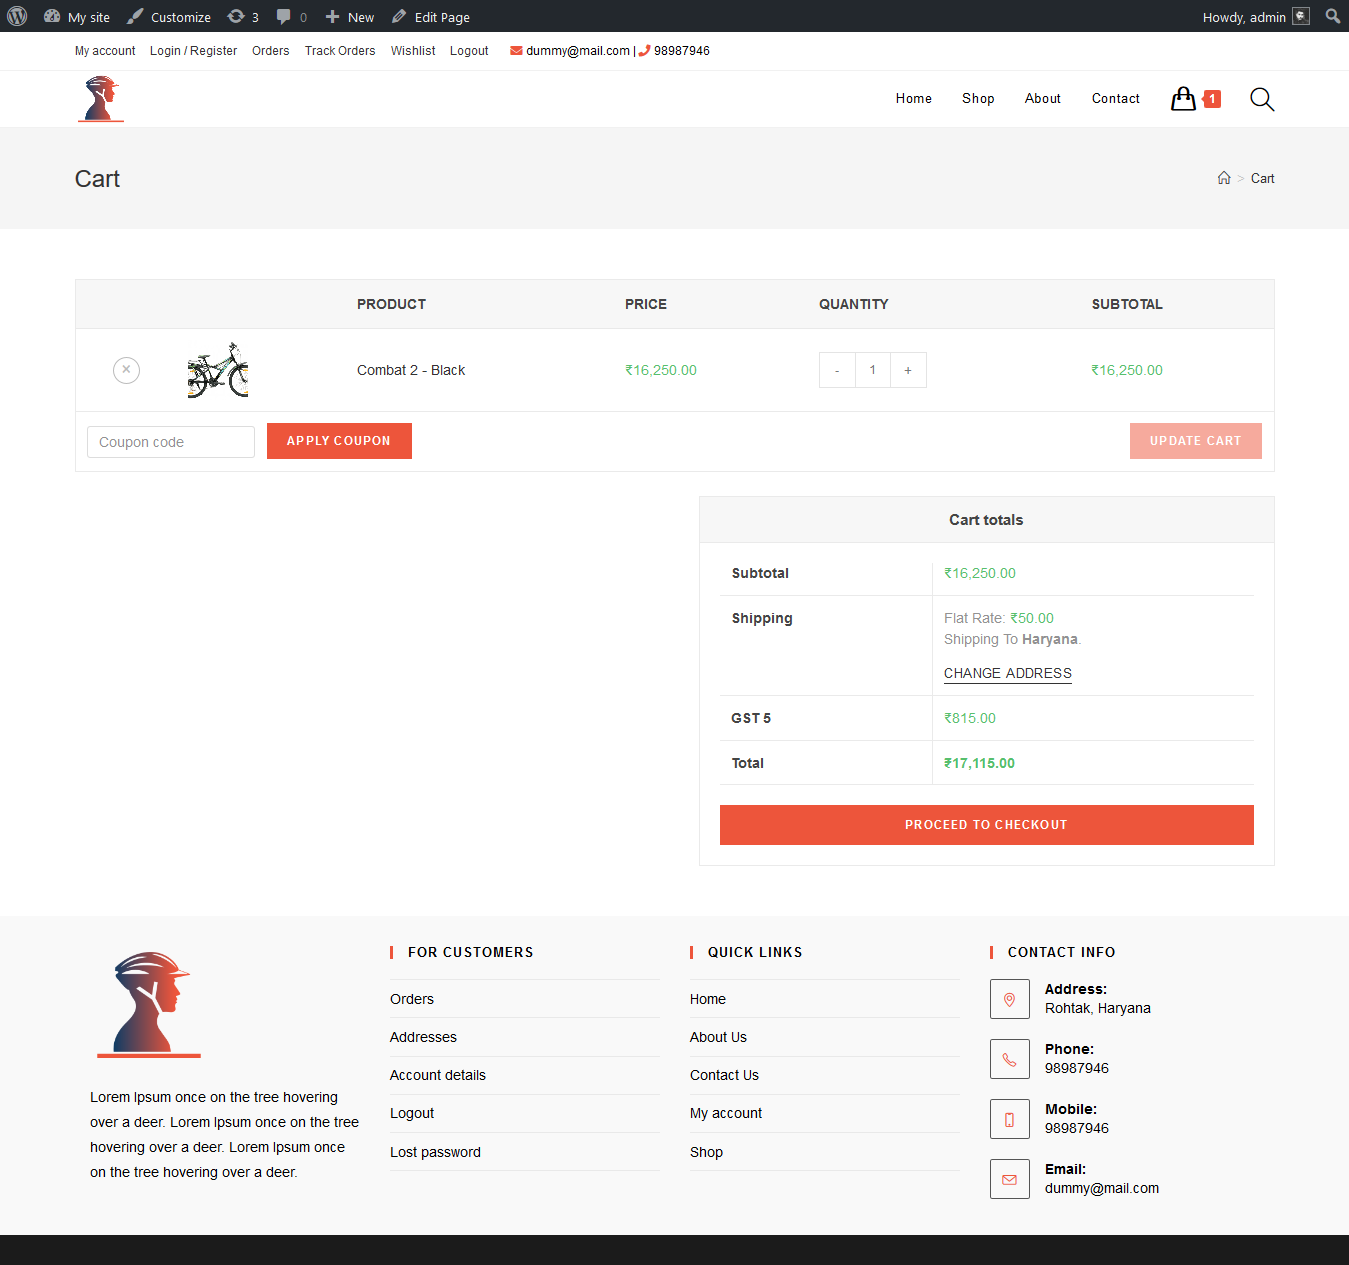 My site Customize 3 0 New Edit Page Howdy, admin
My account Login / Register Orders Track Orders Wishlist Logout dummy@mail.com | 98987946
Home Shop About Contact 1
Cart
> Cart
PRODUCT PRICE QUANTITY SUBTOTAL
× Combat 2 - Black ₹16,250.00 - 1 + ₹16,250.00
Coupon code APPLY COUPON UPDATE CART
Cart totals
Subtotal ₹16,250.00
Shipping Flat Rate: ₹50.00
Shipping To Haryana.
CHANGE ADDRESS
GST 5 ₹815.00
Total ₹17,115.00
PROCEED TO CHECKOUT
Lorem Ipsum once on the tree hovering
over a deer. Lorem Ipsum once on the tree
hovering over a deer. Lorem Ipsum once
on the tree hovering over a deer.
FOR CUSTOMERS
Orders
Addresses
Account details
Logout
Lost password
QUICK LINKS
Home
About Us
Contact Us
My account
Shop
CONTACT INFO
Address:
Rohtak, Haryana
Phone:
98987946
Mobile:
98987946
Email:
dummy@mail.com